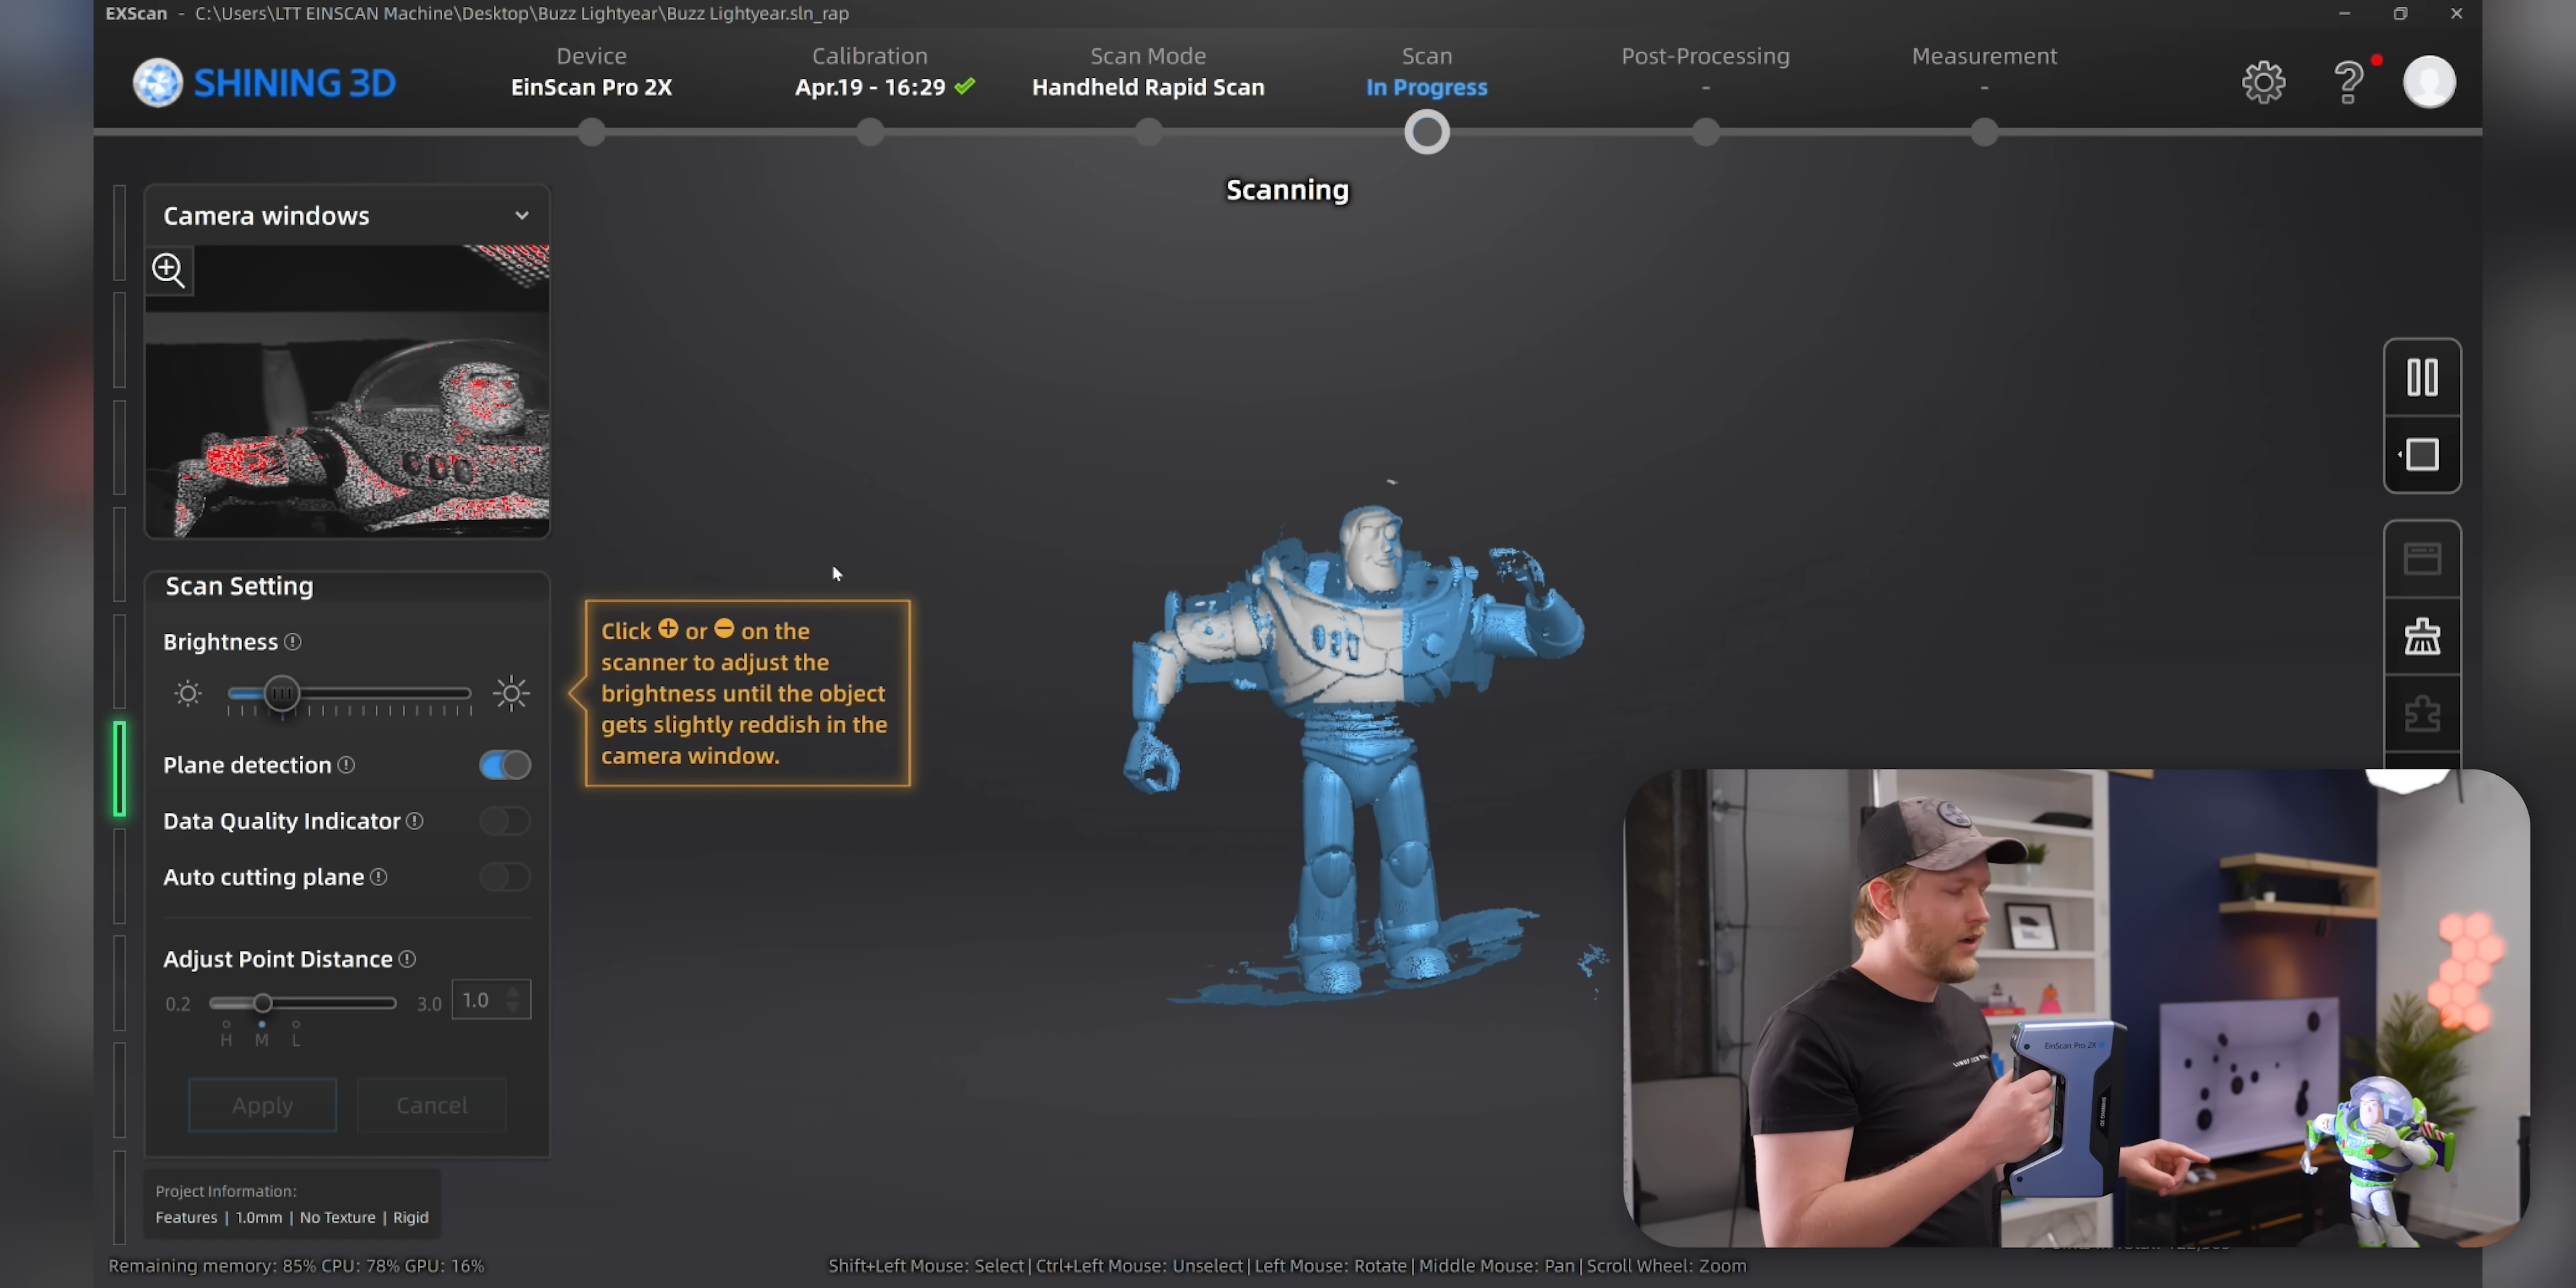 EXScan - C:\Users\LTT EINSCAN Machine\Desktop\Buzz Lightyear\Buzz Lightyear.sln_rap
SHINING 3D
Device
EinScan Pro 2X
Calibration
Apr.19 - 16:29
Scan Mode
Handheld Rapid Scan
Scan
In Progress
Post-Processing
-
Measurement
-
Scanning
Camera windows
Scan Setting
Brightness
Click + or - on the
scanner to adjust the
brightness until the object
gets slightly reddish in the
camera window.
Plane detection
Data Quality Indicator
Auto cutting plane
Adjust Point Distance
0.2 3.0 1.0
H M L
Apply Cancel
EinScan Pro 2X
SHINING 3D
Project Information:
Features | 1.0mm | No Texture | Rigid
Remaining memory: 85% CPU: 78% GPU: 16%
Shift+Left Mouse: Select | Ctrl+Left Mouse: Unselect | Left Mouse: Rotate | Middle Mouse: Pan | Scroll Wheel: Zoom